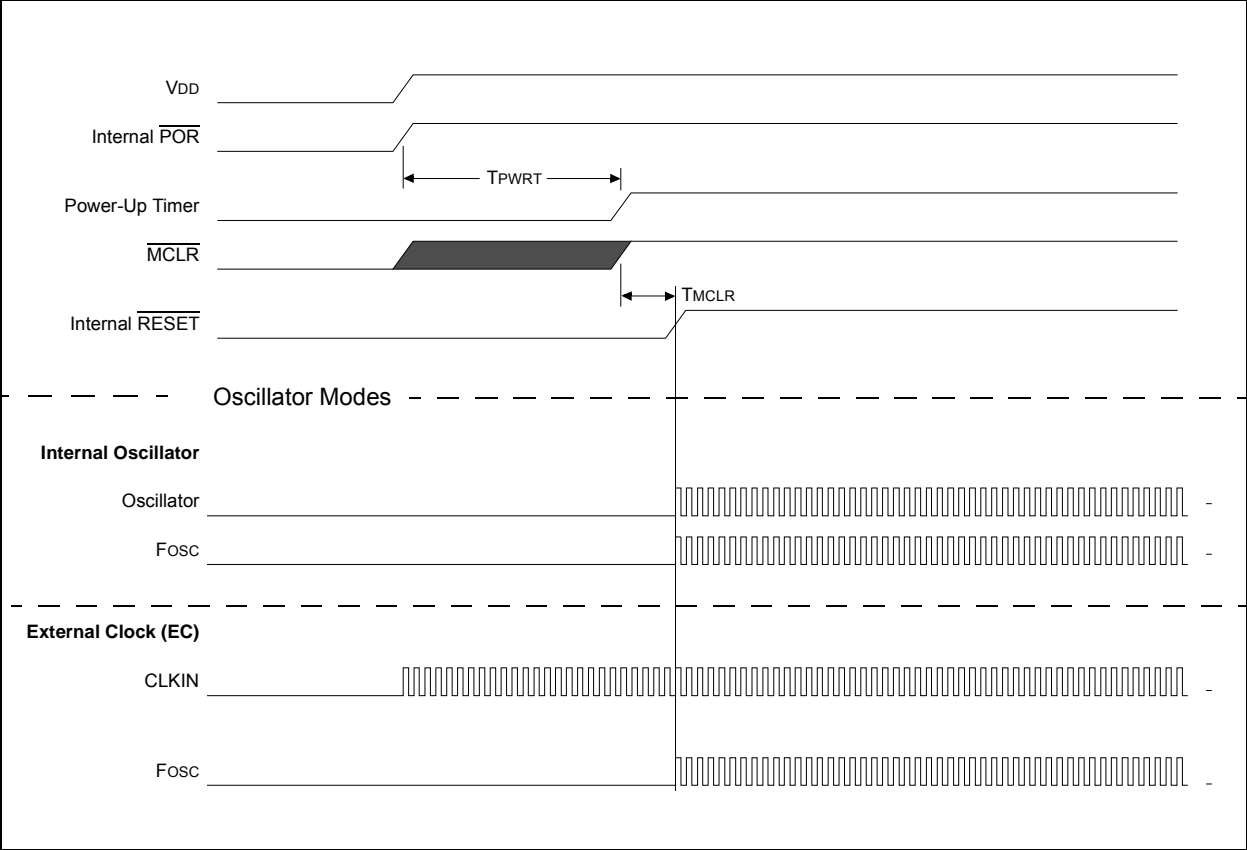 VDD
Internal POR
TPWRT
Power-Up Timer
MCLR
TMCLR
Internal RESET
Oscillator Modes
Internal Oscillator
Oscillator
FOSC
External Clock (EC)
CLKIN
FOSC